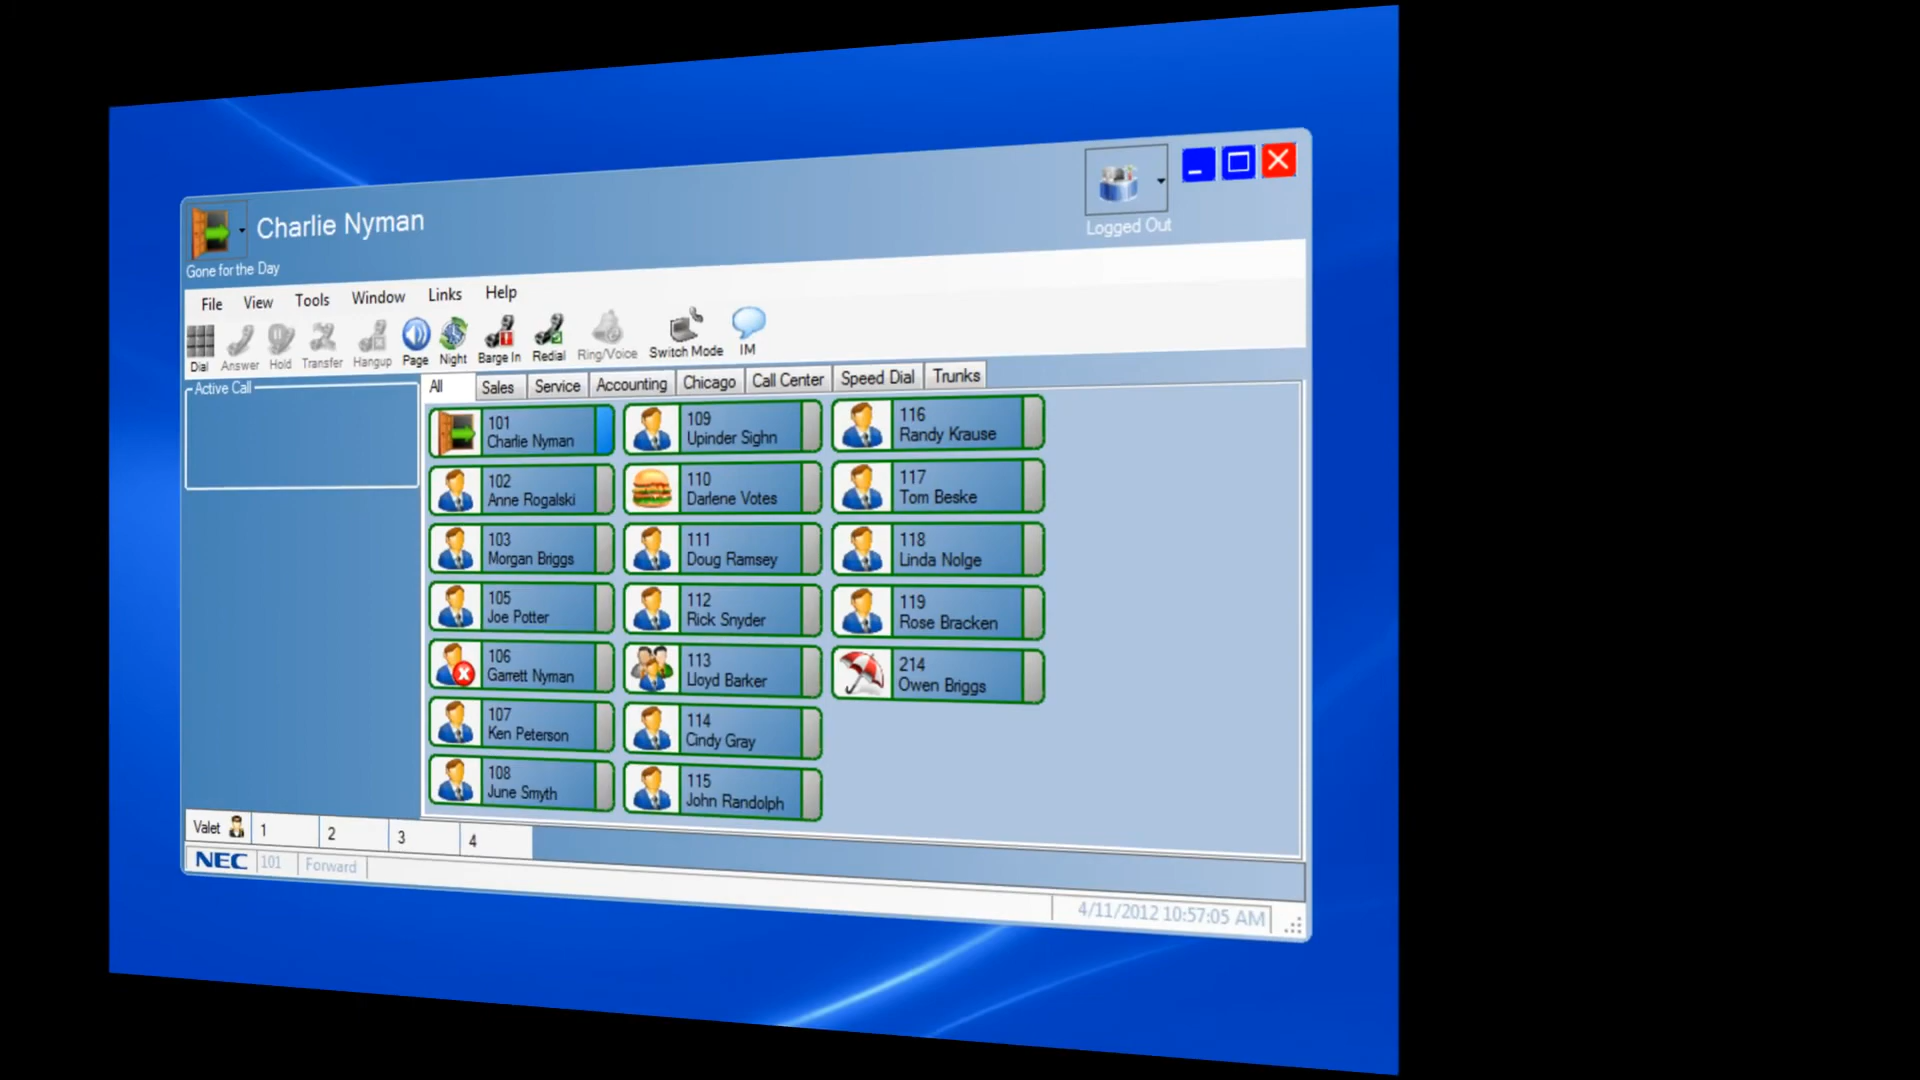 Charlie Nyman
Logged Out
Gone for the Day
File View Tools Window Links Help
Dial Answer Hold Transfer Hangup Page Night Barge In Redial Ring/Voice Switch Mode IM
Active Call
All Sales Service Accounting Chicago Call Center Speed Dial Trunks
101
Charlie Nyman
102
Anne Rogalski
103
Morgan Briggs
105
Joe Potter
106
Garrett Nyman
107
Ken Peterson
108
June Smyth
109
Upinder Sighn
110
Darlene Votes
111
Doug Ramsey
112
Rick Snyder
113
Lloyd Barker
114
Cindy Gray
115
John Randolph
116
Randy Krause
117
Tom Beske
118
Linda Nolge
119
Rose Bracken
214
Owen Briggs
Valet 1 2 3 4
NEC 101 Forward
4/11/2012 10:57:05 AM